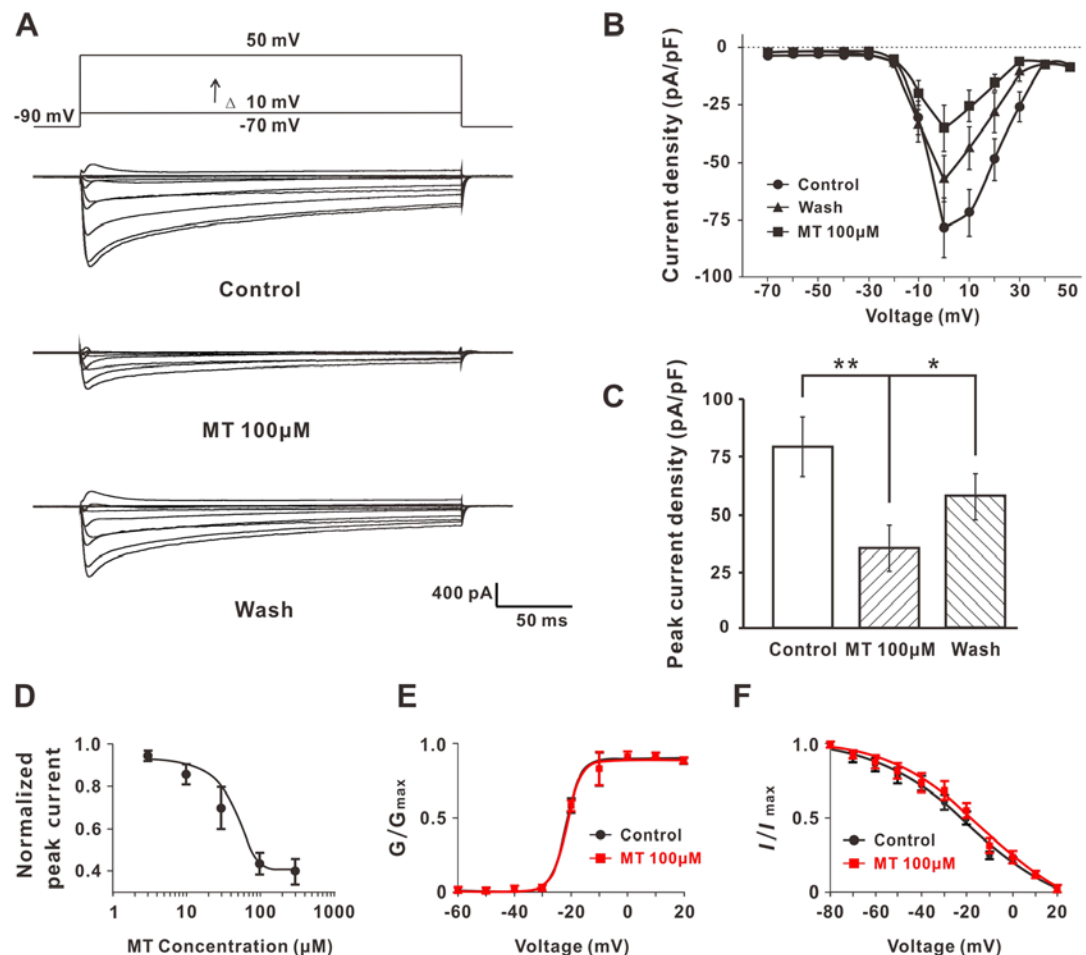 A
50 mV
Δ 10 mV
-90 mV
-70 mV
Control
MT 100µM
Wash
400 pA
50 ms
B
Current density (pA/pF)
0
-25
-50
-75
-100
Control
Wash
MT 100µM
-70 -50 -30 -10 10 30 50
Voltage (mV)
C
Peak current density (pA/pF)
100
75
50
25
0
** *
Control MT 100µM Wash
D
Normalized
peak current
1.0
0.8
0.6
0.4
1 10 100 1000
MT Concentration (µM)
E
G/Gmax
1.0
0.5
0
Control
MT 100µM
-60 -40 -20 0 20
Voltage (mV)
F
I/Imax
1.0
0.5
0
Control
MT 100µM
-80 -60 -40 -20 0 20
Voltage (mV)